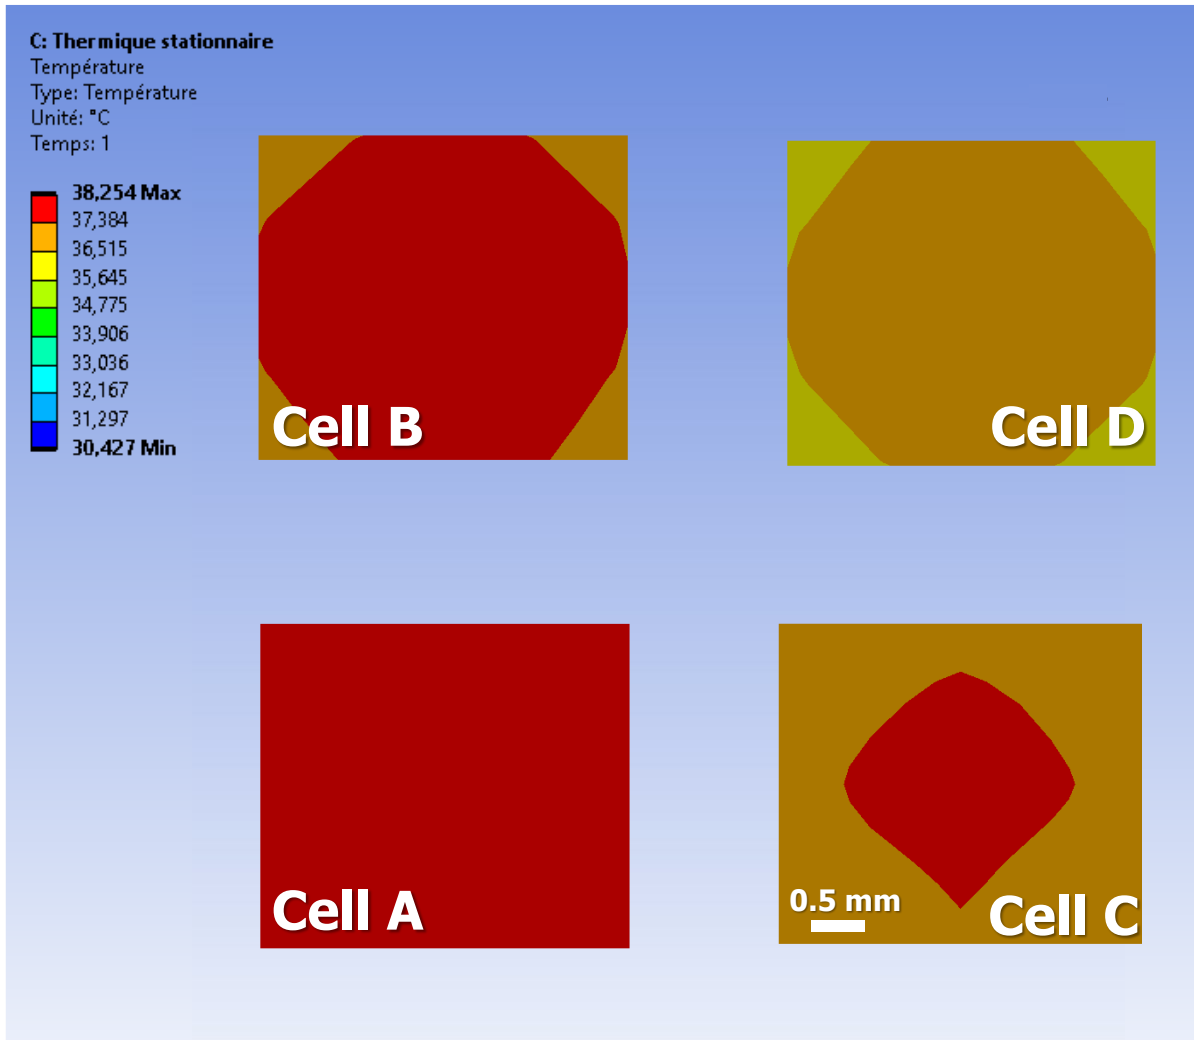 C: Thermique stationnaire
Température
Type: Température
Unité: °C
Temps: 1
38,254 Max
37,384
36,515
35,645
34,775
33,906
33,036
32,167
31,297
30,427 Min
Cell B
Cell D
Cell A
0.5 mm
Cell C